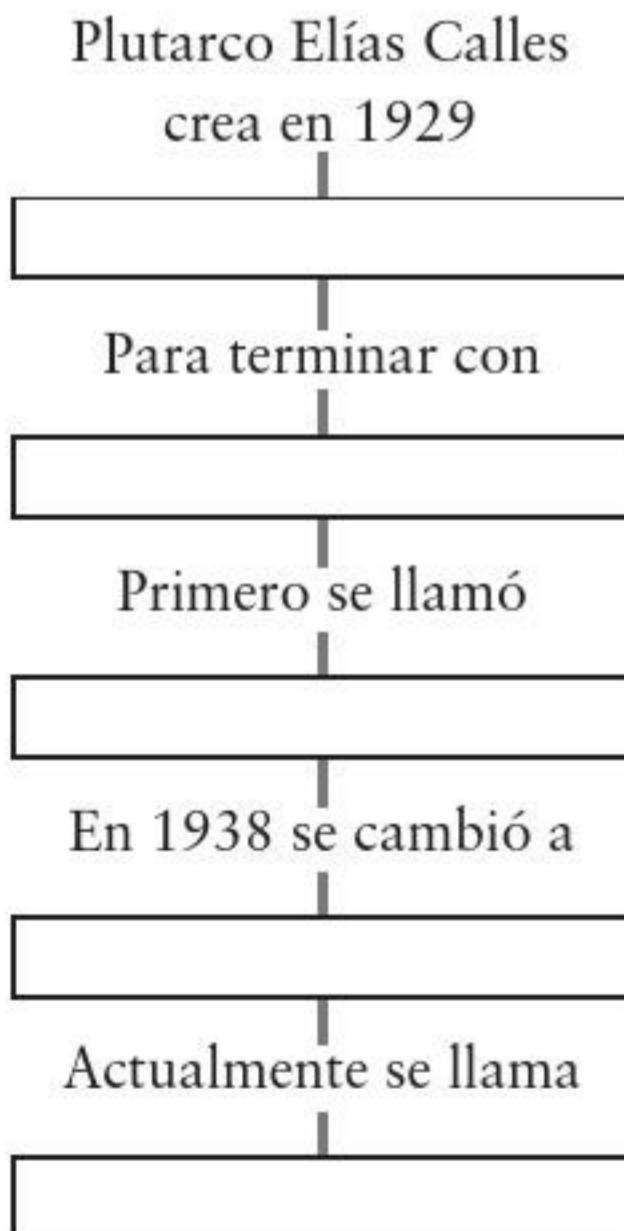 Plutarco Elías Calles
crea en 1929
Para terminar con
Primero se llamó
En 1938 se cambió a
Actualmente se llama